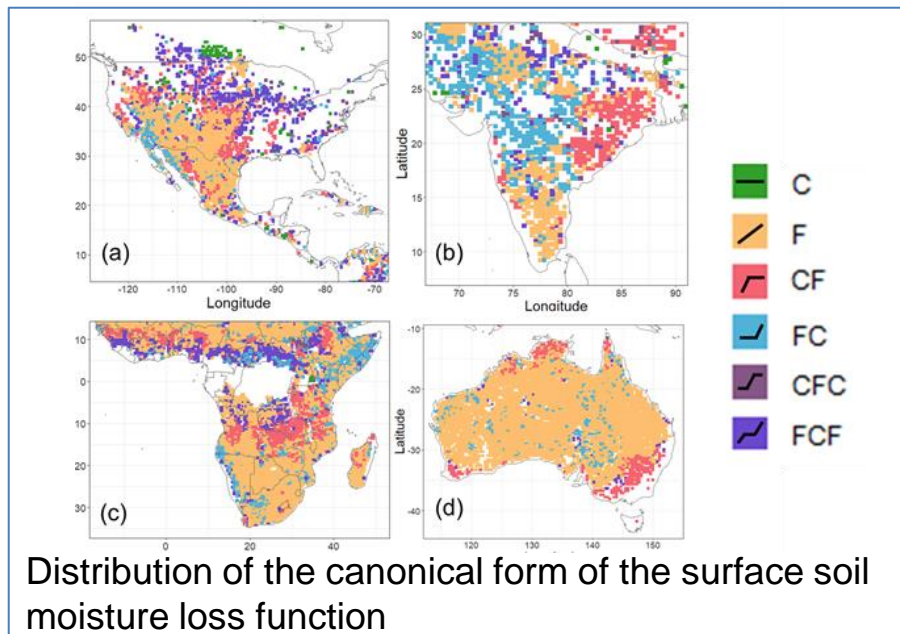 50
40
30
20
10
(a)
-120 -110 -100 -90 -80 -70
Longitude
Latitude
30
25
20
15
10
(b)
70 75 80 85 90
Longitude
10
0
10
20
30
(c)
0 20 40
Latitude
-10
-20
-30
-40
(d)
120 130 140 150
C
F
CF
FC
CFC
FCF
Distribution of the canonical form of the surface soil
moisture loss function